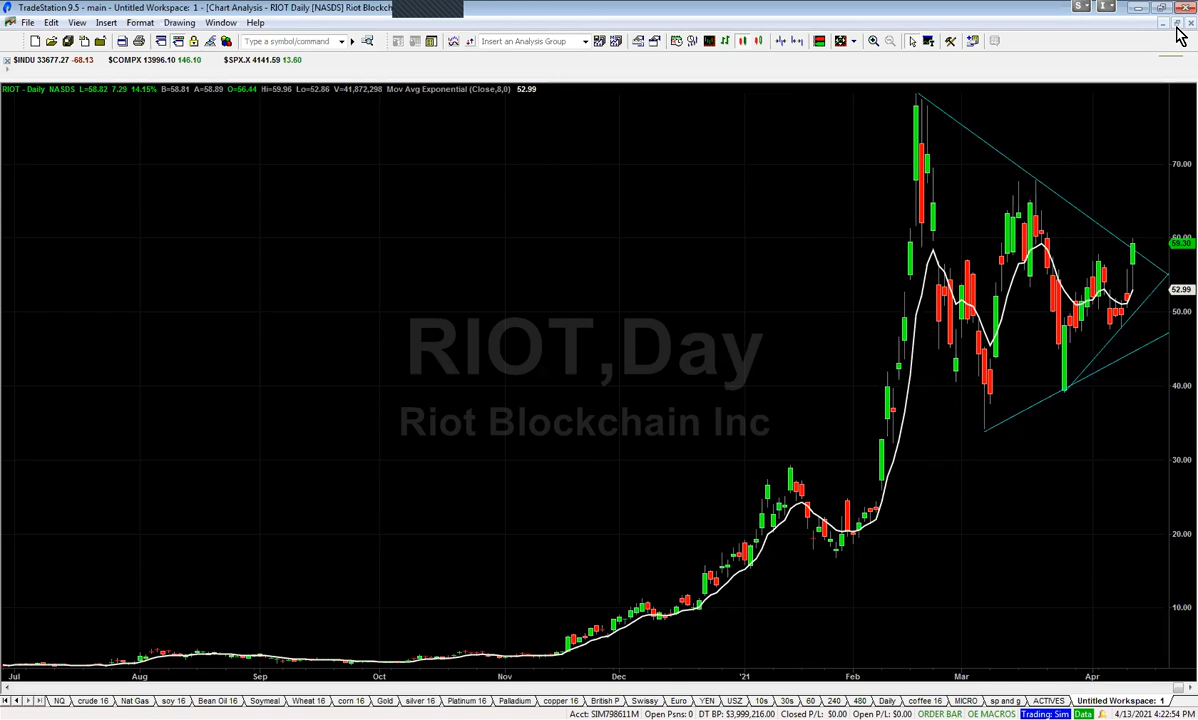 TradeStation 9.5 - main - Untitled Workspace: 1 - [Chart Analysis - RIOT Daily [NASDS] Riot Blockch
S I
File Edit View Insert Format Drawing Window Help
Type a symbol/command Insert an Analysis Group
$INDU 33677.27 -68.13 $COMPX 13996.10 146.10 $SPX.X 4141.59 13.60
RIOT - Daily NASDS L=58.82 7.29 14.15% B=58.81 A=58.89 O=56.44 Hi=59.96 Lo=52.86 V=41,872,298 Mov Avg Exponential (Close,8,0) 52.99
70.00
60.00
59.30
52.99
50.00
40.00
30.00
20.00
10.00
RIOT,Day
Riot Blockchain Inc
Jul Aug Sep Oct Nov Dec '21 Feb Mar Apr
NQ crude 16 Nat Gas soy 16 Bean Oil 16 Soymeal Wheat 16 corn 16 Gold silver 16 Platinum 16 Palladium copper 16 British P Swissy Euro YEN USZ 10s 30s 60 240 480 Daily coffee 16 MICRO sp and g ACTIVES Untitled Workspace: 1
Acct: SIM798611M Open Psns: 0 DT BP: $3,999,216.00 Closed P/L: $0.00 Open P/L: $0.00 ORDER BAR OE MACROS Trading: Sim Data 4/13/2021 4:22:54 PM